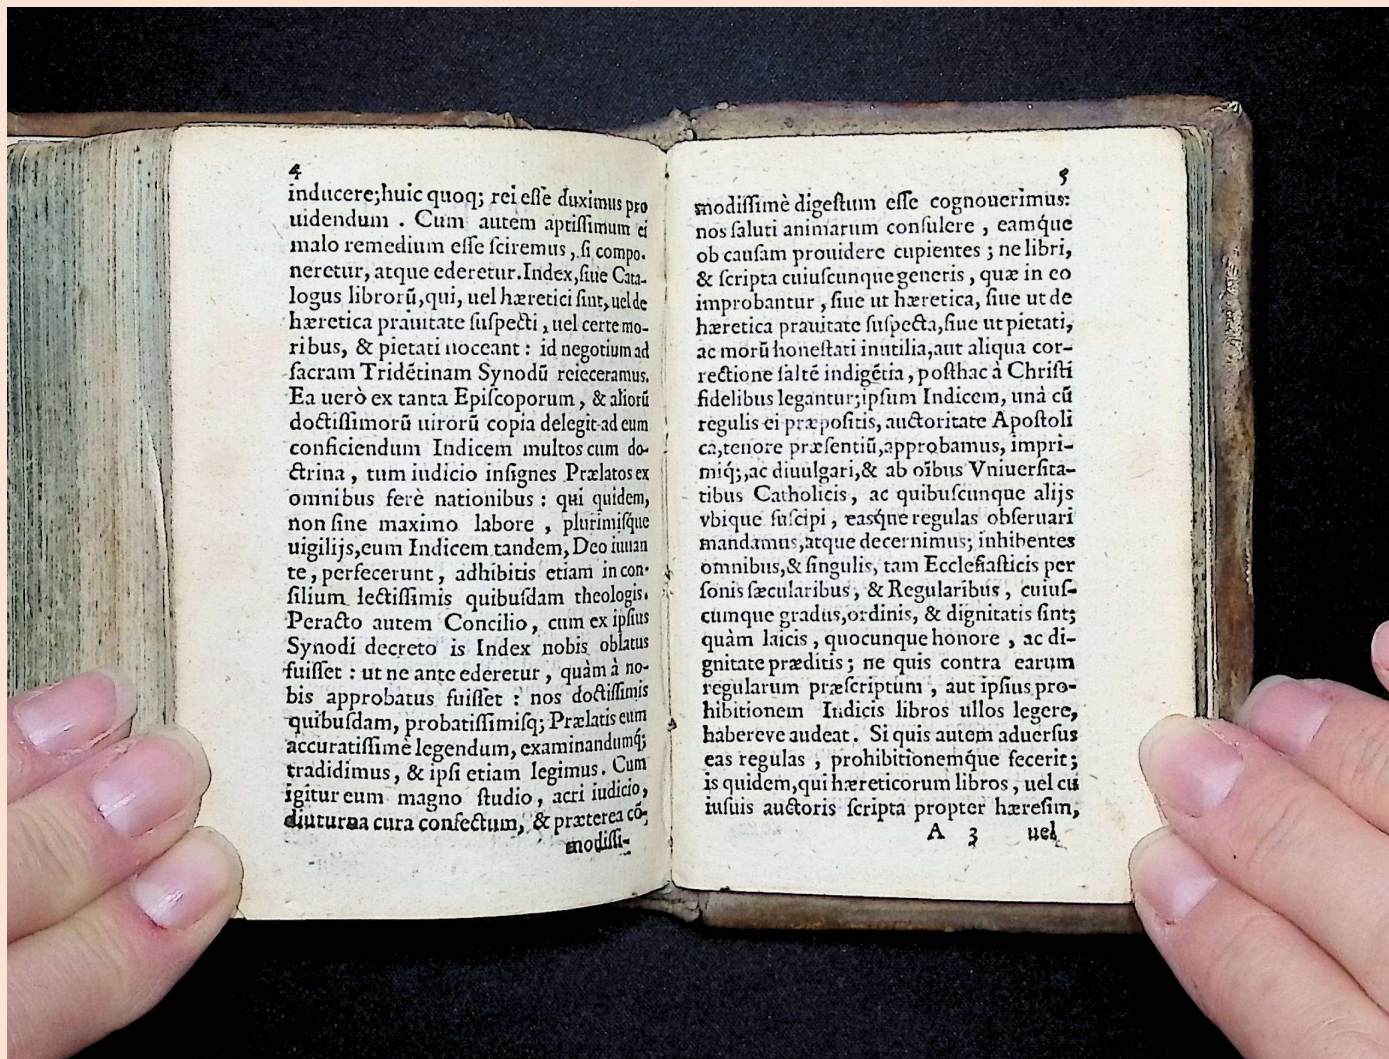 4
inducere;huic quoq; rei eſſe duximus pro
uidendum . Cum autem aptiſſimum ei
malo remedium eſſe ſciremus , ſi compo-
neretur, atque ederetur.Index,ſiue Cata-
logus librorũ,qui, uel hæretici ſint, uel de
hæretica prauitate ſuſpecti , uel certe mo-
ribus, & pietati noceant : id negotium ad
ſacram Tridẽtinam Synodũ reieceramus.
Ea uerò ex tanta Epiſcoporum , & aliorũ
doctiſſimorũ uirorũ copia delegit ad eum
conficiendum Indicem multos cum do-
ctrina , tum iudicio inſignes Prælatos ex
omnibus ferè nationibus : qui quidem,
non ſine maximo labore , plurimiſque
uigilijs,eum Indicem tandem, Deo iuuan
te , perfecerunt , adhibitis etiam in con-
ſilium lectiſſimis quibuſdam theologis.
Peracto autem Concilio , cum ex ipſius
Synodi decreto is Index nobis oblatus
fuiſſet : ut ne ante ederetur , quàm à no-
bis approbatus fuiſſet : nos doctiſſimis
quibuſdam, probatiſſimiſq; Prælatis eum
accuratiſſimè legendum, examinandumq́;
tradidimus , & ipſi etiam legimus . Cum
igitur eum magno ſtudio , acri iudicio,
diuturna cura confectum, & præterea cõ-
modiſſi-
5
modiſſimè digeſtum eſſe cognouerimus:
nos ſaluti animarum conſulere , eamq́ue
ob cauſam prouidere cupientes ; ne libri,
& ſcripta cuiuſcunque generis , quæ in eo
improbantur , ſiue ut hæretica, ſiue ut de
hæretica prauitate ſuſpecta,ſiue ut pietati,
ac morũ honeſtati inutilia,aut aliqua cor-
rectione ſaltẽ indigẽtia , poſthac à Chriſti
fidelibus legantur;ipſum Indicem, unà cũ
regulis ei præpoſitis, auctoritate Apoſtoli
ca,tenore præſentiũ,approbamus, impri-
miq́;,ac diuulgari,& ab oĩbus Vniuerſita-
tibus Catholicis , ac quibuſcunque alijs
vbique ſuſcipi , easq́ue regulas obſeruari
mandamus,atque decernimus; inhibentes
omnibus,& ſingulis, tam Eccleſiaſticis per
ſonis ſæcularibus , & Regularibus , cuiuſ-
cumque gradus,ordinis, & dignitatis ſint;
quàm laicis , quocunque honore , ac di-
gnitate præditis ; ne quis contra earum
regularum præſcriptum , aut ipſius pro-
hibitionem Indicis libros ullos legere,
habereve audeat . Si quis autem aduerſus
eas regulas , prohibitionemq́ue fecerit ;
is quidem,qui hæreticorum libros , uel cu
iuſuis auctoris ſcripta propter hæreſim,
A 3 uel